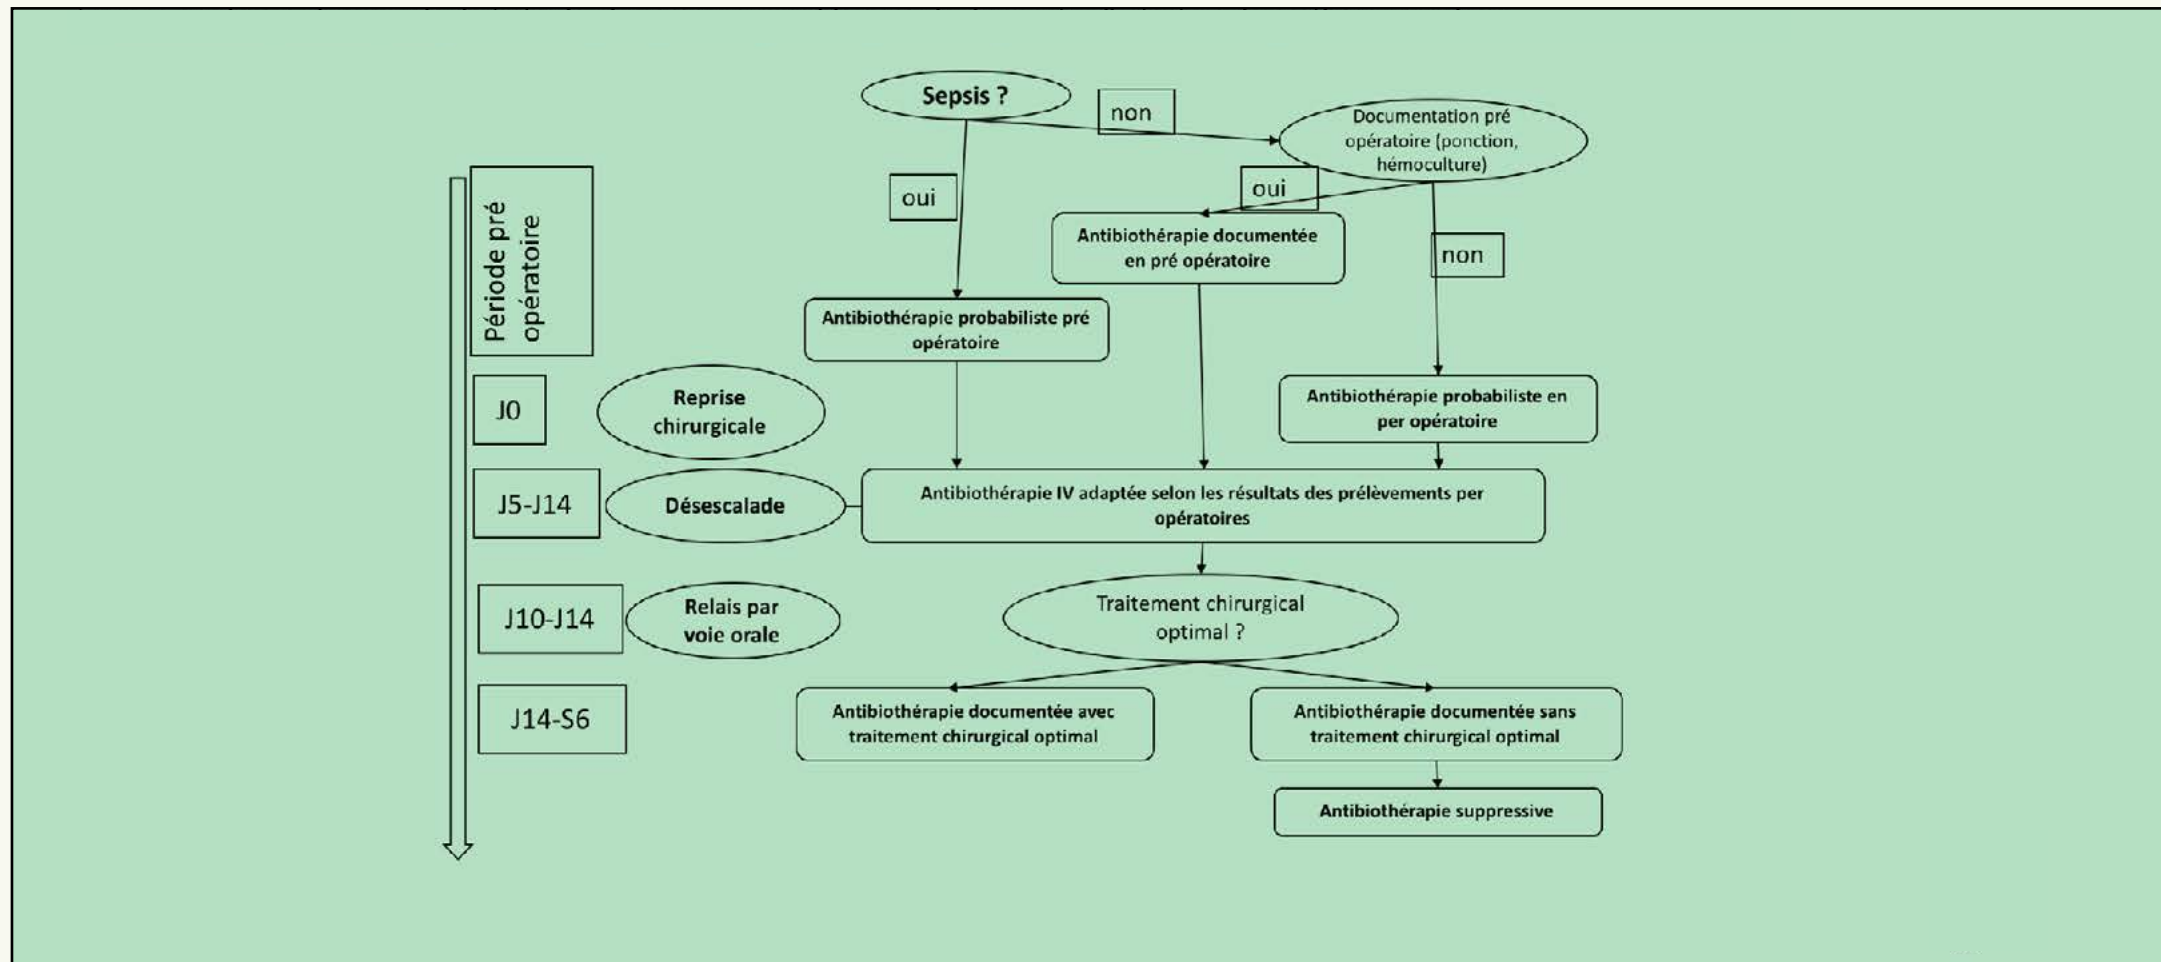 Sepsis ?
non
Documentation pré
opératoire (ponction,
hémoculture)
Période pré
opératoire
oui
oui
Antibiothérapie documentée
en pré opératoire
non
Antibiothérapie probabiliste pré
opératoire
J0
Reprise
chirurgicale
Antibiothérapie probabiliste en
per opératoire
J5-J14
Désescalade
Antibiothérapie IV adaptée selon les résultats des prélèvements per
opératoires
J10-J14
Relais par
voie orale
Traitement chirurgical
optimal ?
J14-S6
Antibiothérapie documentée avec
traitement chirurgical optimal
Antibiothérapie documentée sans
traitement chirurgical optimal
Antibiothérapie suppressive